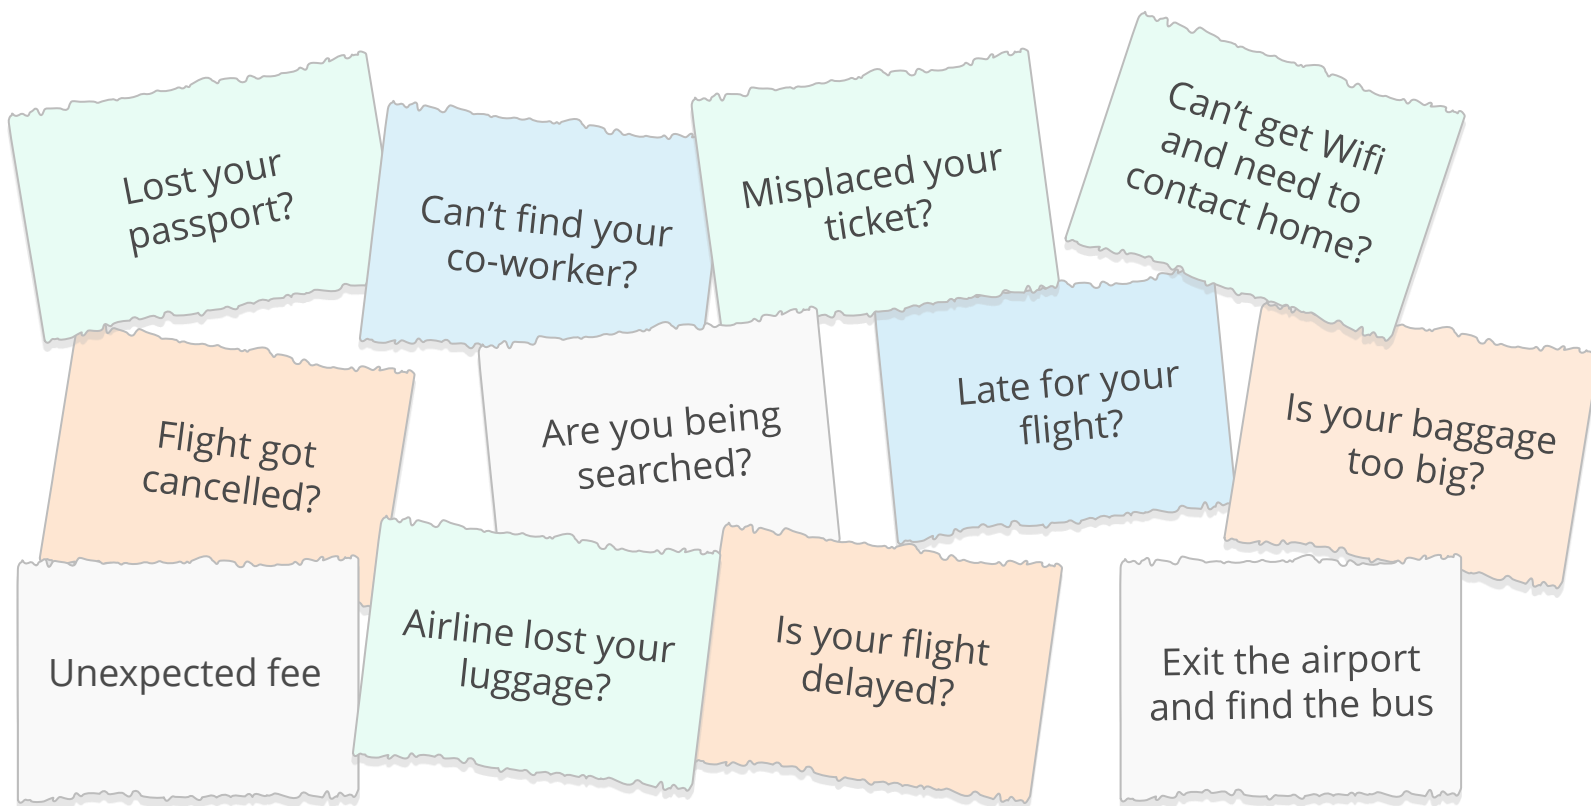 Lost your
passport?
Can't find your
co-worker?
Misplaced your
ticket?
Can't get Wifi
and need to
contact home?
Flight got
cancelled?
Are you being
searched?
Late for your
flight?
Is your baggage
too big?
Unexpected fee
Airline lost your
luggage?
Is your flight
delayed?
Exit the airport
and find the bus